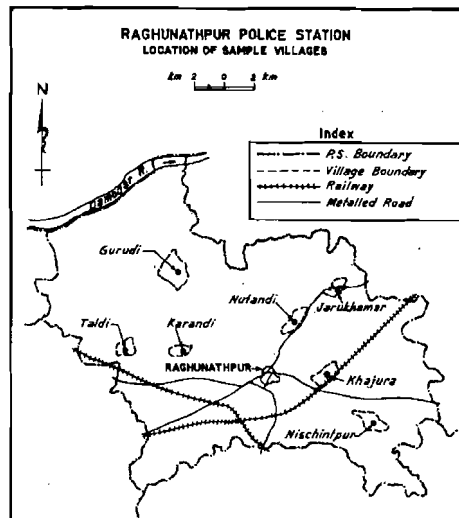 RAGHUNATHPUR POLICE STATION
LOCATION OF SAMPLE VILLAGES
km 2 0 2 km
N
Index
P.S. Boundary
Village Boundary
Railway
Metalled Road
Damodar R.
Gurudi
Nutandi
Jarukhamar
Taldi
Karandi
RAGHUNATHPUR
Khajura
Nischintpur